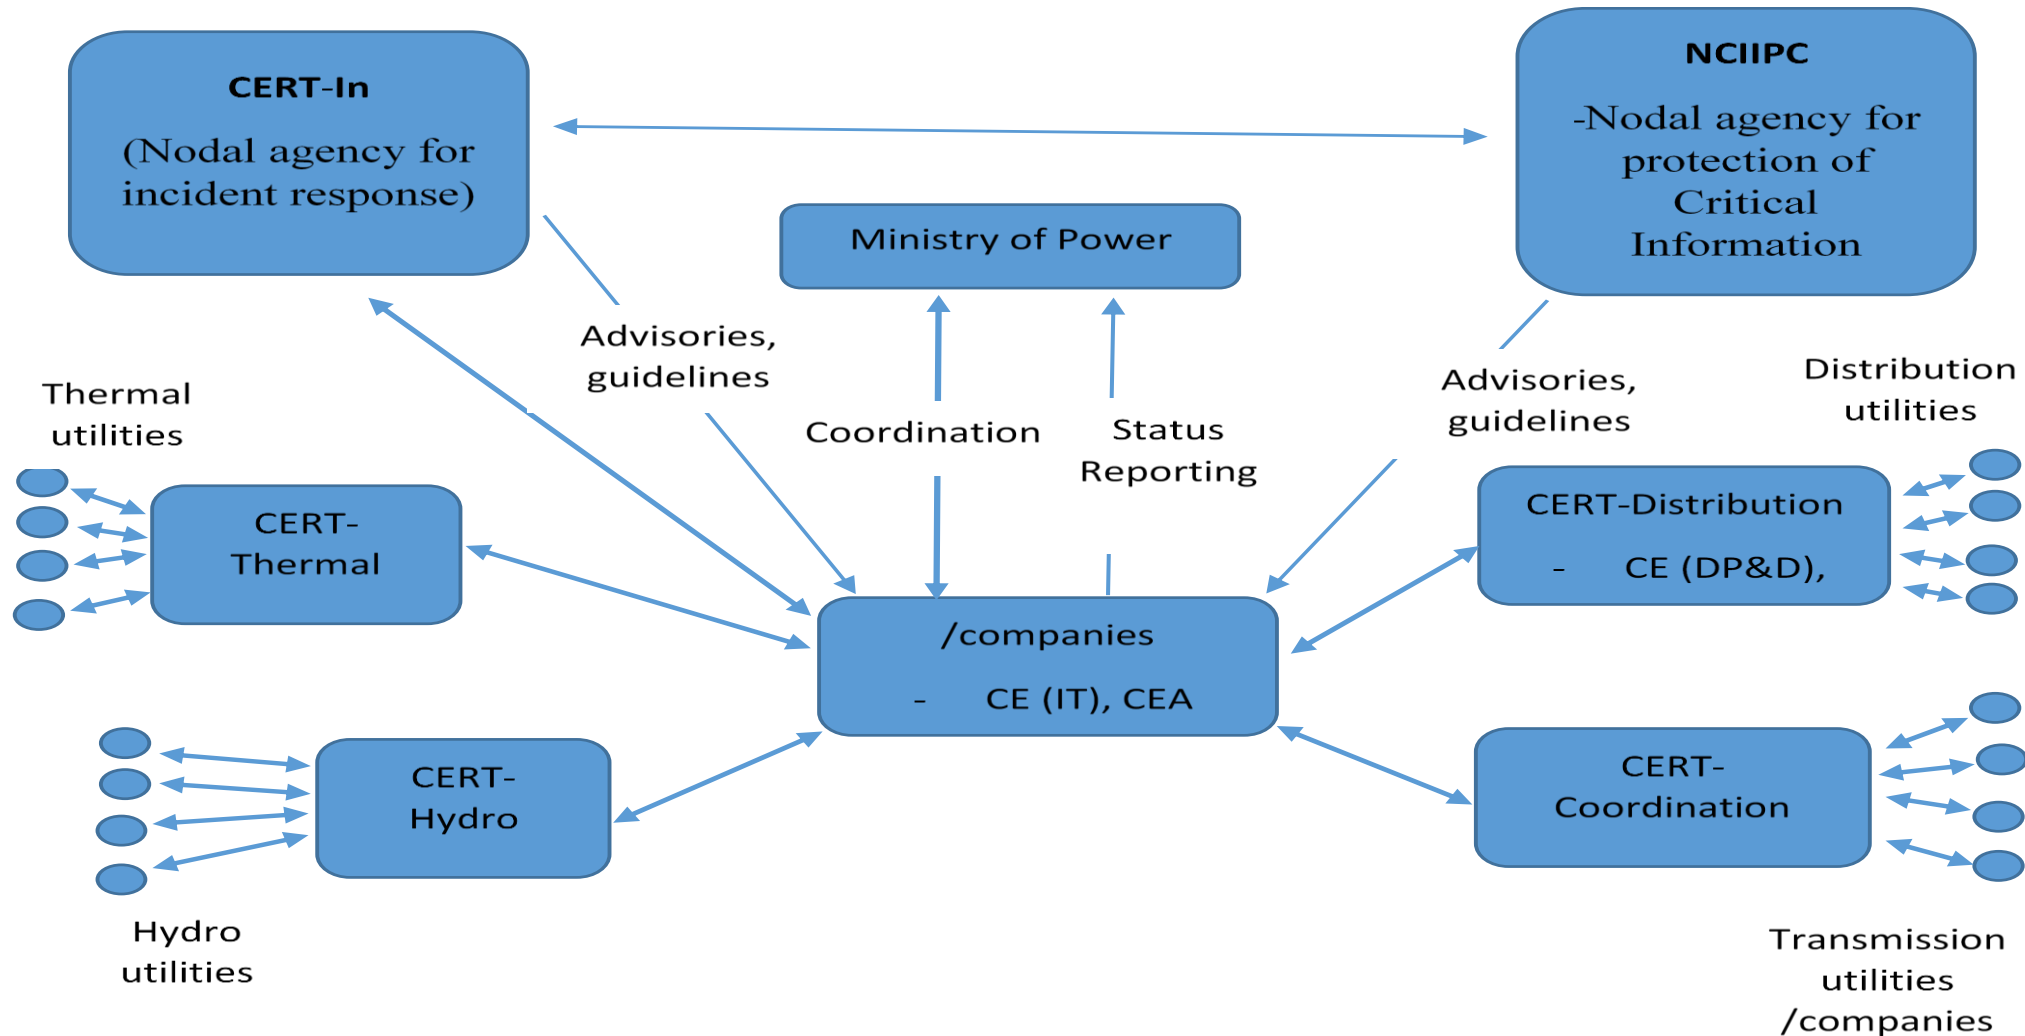 CERT-In
(Nodal agency for
incident response)
NCIIPC
-Nodal agency for
protection of
Critical
Information
Ministry of Power
Advisories,
guidelines
Coordination
Status
Reporting
Advisories,
guidelines
Thermal
utilities
Distribution
utilities
CERT-
Thermal
CERT-Distribution
- CE (DP&D),
/companies
- CE (IT), CEA
CERT-
Hydro
CERT-
Coordination
Hydro
utilities
Transmission
utilities
/companies